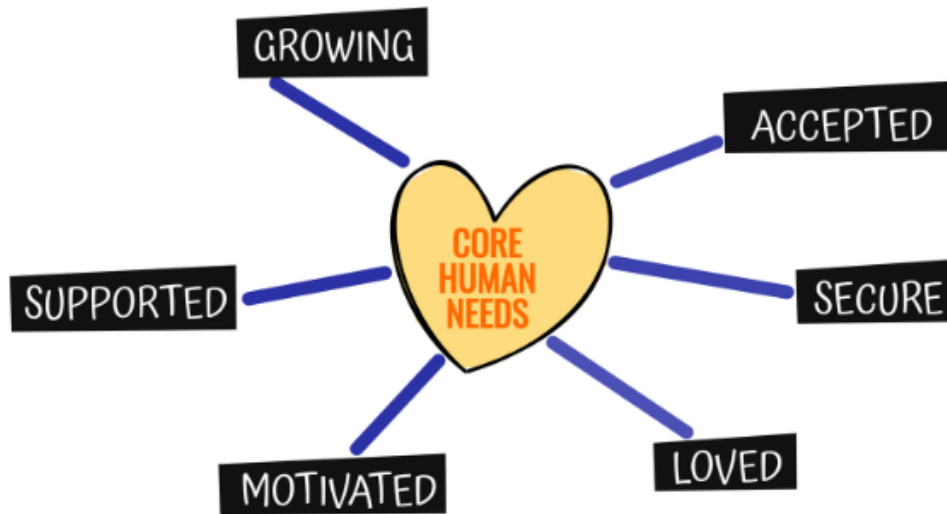 GROWING
ACCEPTED
CORE
HUMAN
NEEDS
SUPPORTED
SECURE
MOTIVATED
LOVED